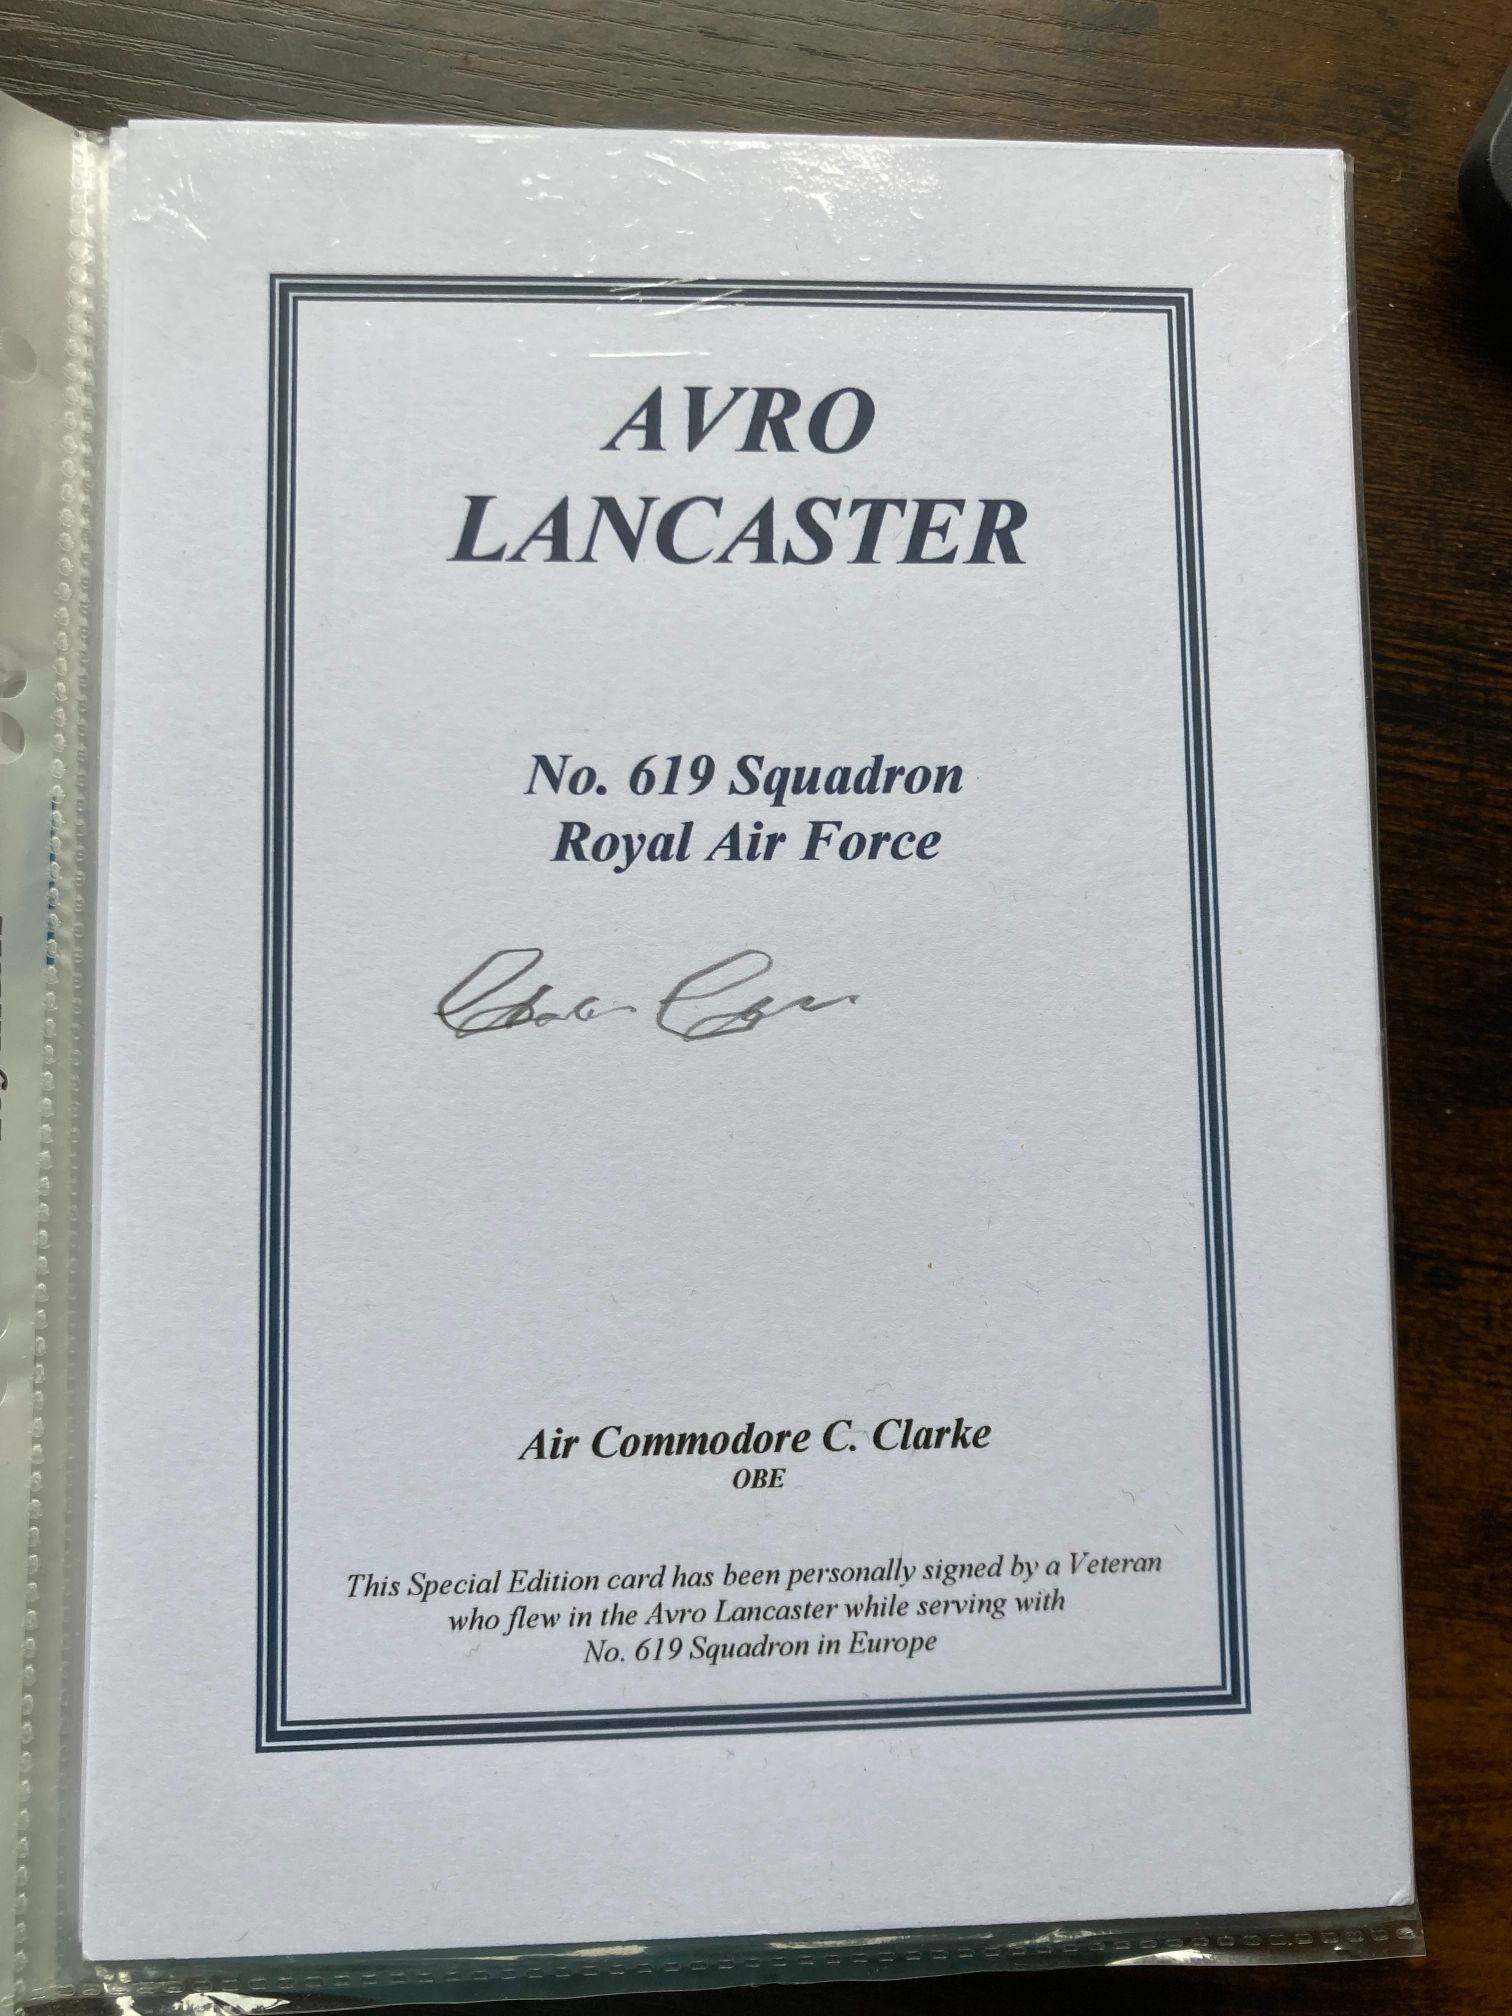 AVRO
LANCASTER
No. 619 Squadron
Royal Air Force
Air Commodore C. Clarke
OBE
This Special Edition card has been personally signed by a Veteran
who flew in the Avro Lancaster while serving with
No. 619 Squadron in Europe